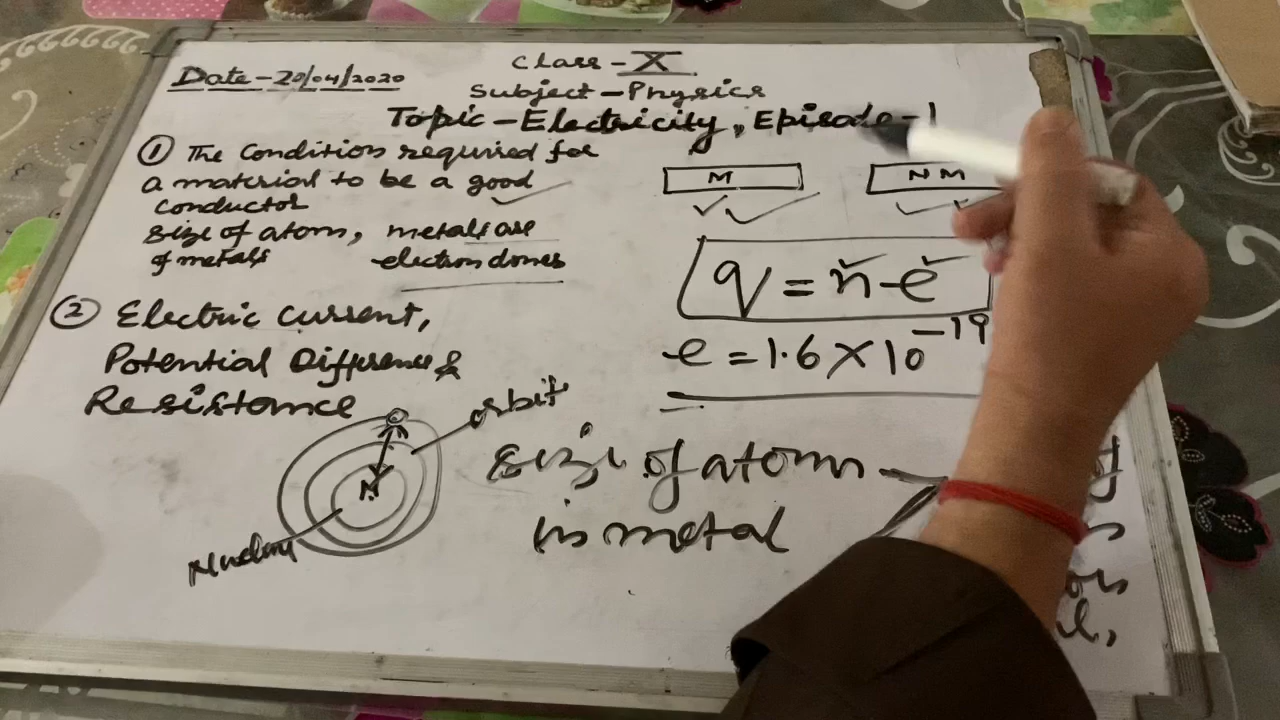 Class - X
Date - 20/04/2020
Subject - Physics
Topic - Electricity, Episode - 1
① The Condition required for
a material to be a good
conductor
size of atom, metals are
of metals electron donors
M
NM
q = n - e
e = 1.6 × 10⁻¹⁹
② Electric current,
Potential Difference &
Resistance
orbit
N
Nucleus
size of atom
in metal